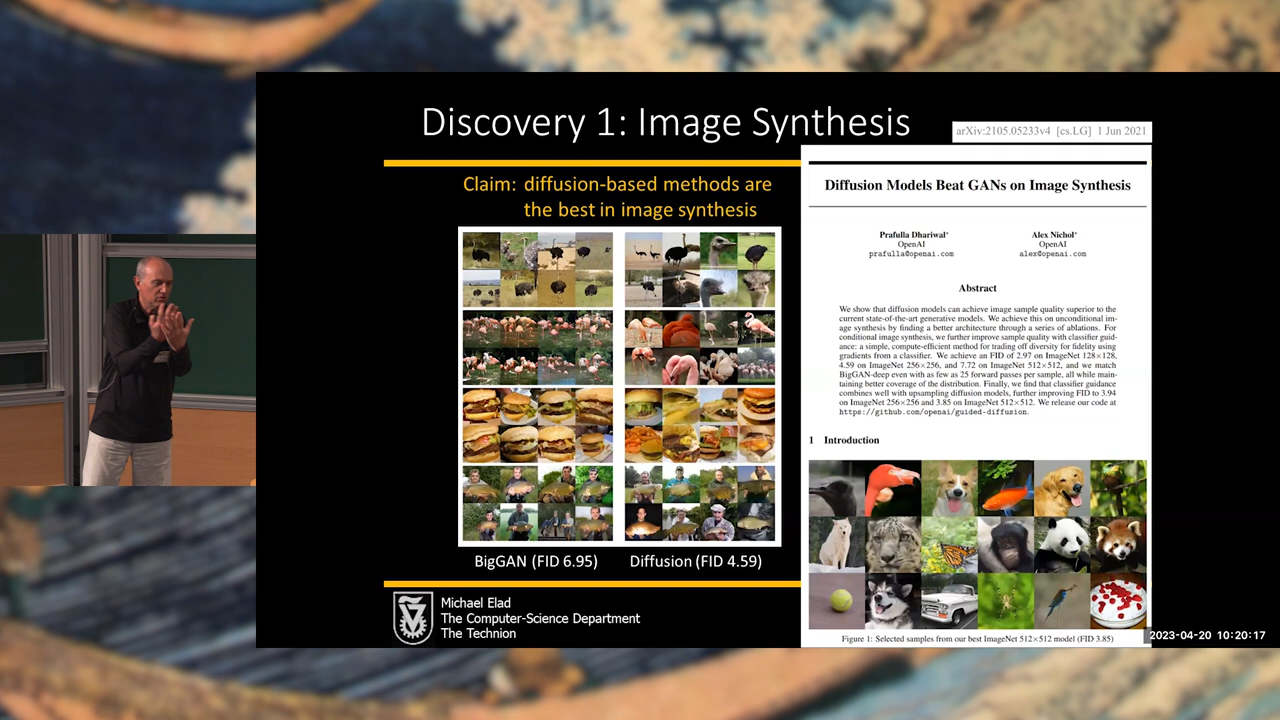 Discovery 1: Image Synthesis
arXiv:2105.05233v4 [cs.LG] 1 Jun 2021
Claim: diffusion-based methods are
the best in image synthesis
BigGAN (FID 6.95)
Diffusion (FID 4.59)
Diffusion Models Beat GANs on Image Synthesis
Prafulla Dhariwal*
OpenAI
prafulla@openai.com
Alex Nichol*
OpenAI
alex@openai.com
Abstract
We show that diffusion models can achieve image sample quality superior to the
current state-of-the-art generative models. We achieve this on unconditional im-
age synthesis by finding a better architecture through a series of ablations. For
conditional image synthesis, we further improve sample quality with classifier guid-
ance: a simple, compute-efficient method for trading off diversity for fidelity using
gradients from a classifier. We achieve an FID of 2.97 on ImageNet 128×128,
4.59 on ImageNet 256×256, and 7.72 on ImageNet 512×512, and we match
BigGAN-deep even with as few as 25 forward passes per sample, all while main-
taining better coverage of the distribution. Finally, we find that classifier guidance
combines well with upsampling diffusion models, further improving FID to 3.94
on ImageNet 256×256 and 3.85 on ImageNet 512×512. We release our code at
https://github.com/openai/guided-diffusion.
1 Introduction
Figure 1: Selected samples from our best ImageNet 512×512 model (FID 3.85)
Michael Elad
The Computer-Science Department
The Technion
2023-04-20 10:20:17